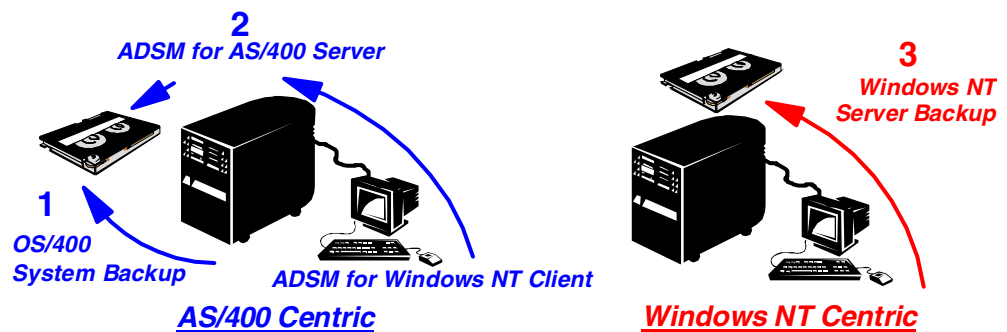 2
ADSM for AS/400 Server
1
OS/400
System Backup
ADSM for Windows NT Client
AS/400 Centric
3
Windows NT
Server Backup
Windows NT Centric